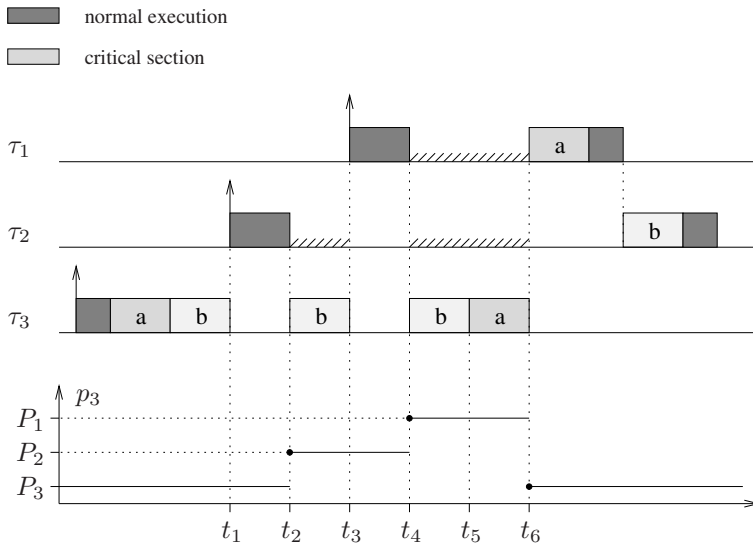 normal execution
critical section
τ1
a
τ2
b
τ3
a b b b a
p3
P1
P2
P3
t1 t2 t3 t4 t5 t6